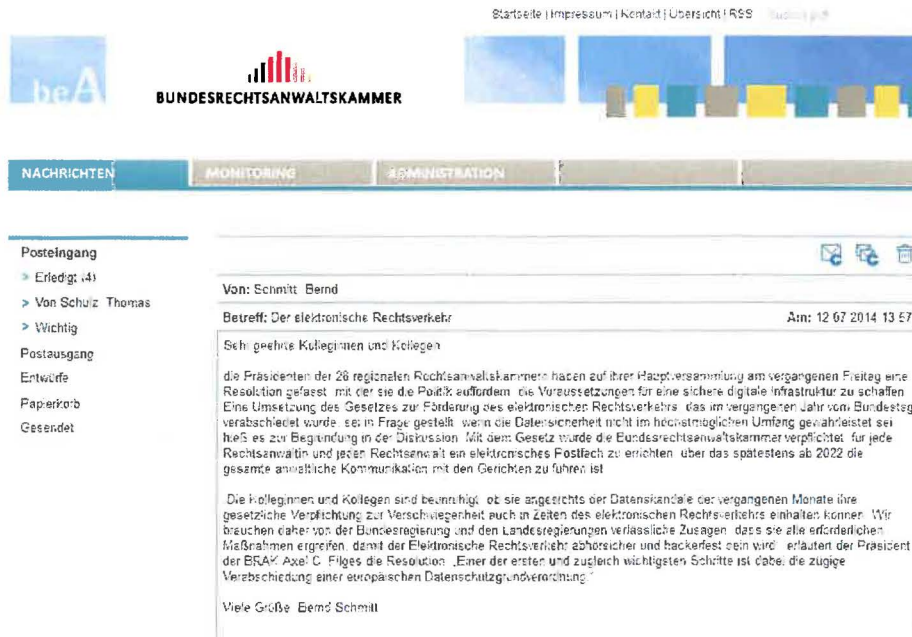 Startseite | Impressum | Kontakt | Übersicht | RSS
beA
BUNDESRECHTSANWALTSKAMMER
NACHRICHTEN MONITORING ADMINISTRATION
Posteingang
> Erledigt (4)
> Von Schulz Thomas
> Wichtig
Postausgang
Entwürfe
Papierkorb
Gesendet
Von: Schmitt Bernd
Betreff: Der elektronische Rechtsverkehr Am: 12 07 2014 13 57
Sehr geehrte Kolleginnen und Kollegen
die Präsidenten der 28 regionalen Rechtsanwaltskammern haben auf ihrer Hauptversammlung am vergangenen Freitag eine
Resolution gefasst mit der sie die Politik auffordern die Voraussetzungen für eine sichere digitale Infrastruktur zu schaffen
Eine Umsetzung des Gesetzes zur Förderung des elektronischen Rechtsverkehrs das im vergangenen Jahr vom Bundestag
verabschiedet wurde, sei in Frage gestellt wenn die Datensicherheit nicht im höchstmöglichen Umfang gewährleistet sei
hieß es zur Begründung in der Diskussion Mit dem Gesetz wurde die Bundesrechtsanwaltskammer verpflichtet für jede
Rechtsanwältin und jeden Rechtsanwalt ein elektronisches Postfach zu errichten über das spätestens ab 2022 die
gesamte anwaltliche Kommunikation mit den Gerichten zu führen ist
Die Kolleginnen und Kollegen sind beunruhigt ob sie angesichts der Datenskandale der vergangenen Monate ihre
gesetzliche Verpflichtung zur Verschwiegenheit auch in Zeiten des elektronischen Rechtsverkehrs einhalten können Wir
brauchen daher von der Bundesregierung und den Landesregierungen verlässliche Zusagen dass sie alle erforderlichen
Maßnahmen ergreifen, damit der Elektronische Rechtsverkehr abhörsicher und hackerfest sein wird erläutert der Präsident
der BRAK Axel C. Filges die Resolution „Einer der ersten und zugleich wichtigsten Schritte ist dabei die zügige
Verabschiedung einer europäischen Datenschutzgrundverordnung."
Viele Grüße Bernd Schmitt